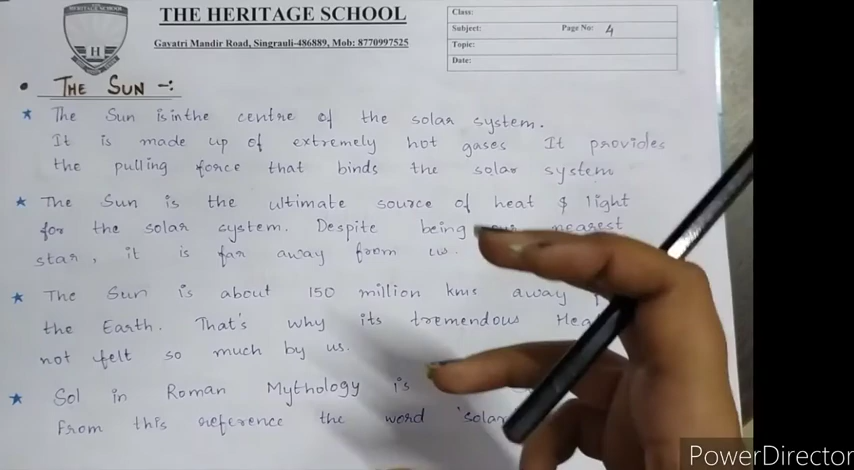 THE HERITAGE SCHOOL
THE HERITAGE SCHOOL
H
Gayatri Mandir Road, Singrauli-486889, Mob: 8770997525
Class:
Subject: Page No: 4
Topic:
Date:
• THE SUN -:
★ The Sun is in the centre of the solar system.
It is made up of extremely hot gases It provides
the pulling force that binds the solar system
★ The Sun is the ultimate source of heat & light
for the solar system. Despite being nearest
star, it is far away from us.
★ The Sun is about 150 million kms away
the Earth. That's why its tremendous
not felt so much by us.
★ Sol in Roman Mythology is
From this reference the word 'solar
PowerDirector